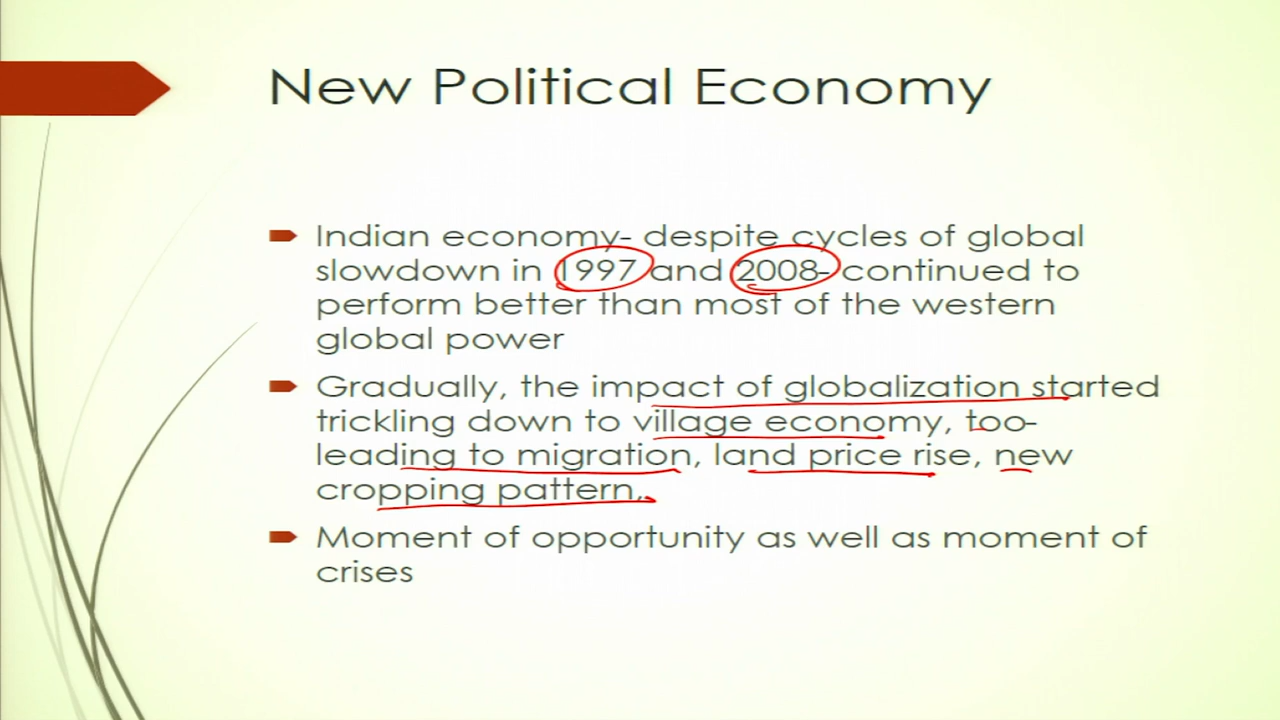 New Political Economy
Indian economy- despite cycles of global
slowdown in 1997 and 2008- continued to
perform better than most of the western
global power
Gradually, the impact of globalization started
trickling down to village economy, too-
leading to migration, land price rise, new
cropping pattern,
Moment of opportunity as well as moment of
crises